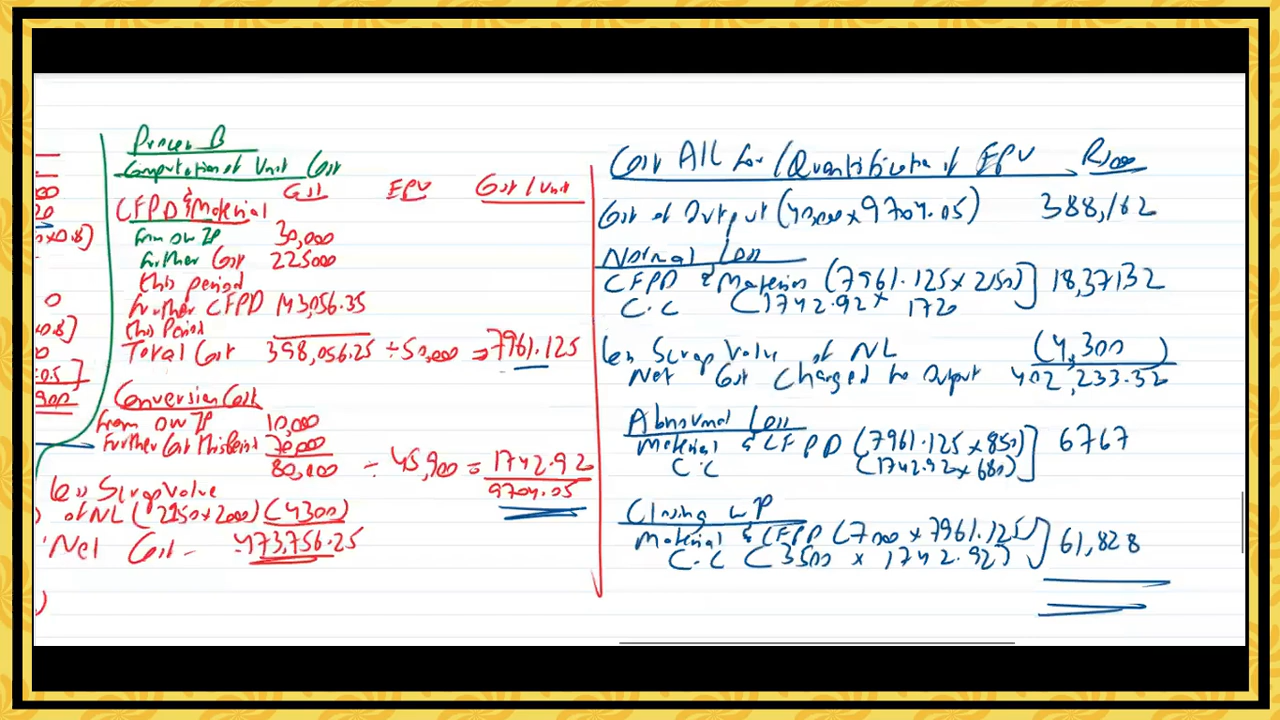 Process B
Computation of Unit Cost
Cost EPU Cost/Unit
CFPD & Material
From ow IP 30,000
Further Cost 225000
this period
Further CFPD 143,056.25
this Period
Total Cost 398,056.25 ÷ 50,000 = 7961.125
Conversion Cost
From ow IP 10,000
Further Cost This Period 70,000
80,000 ÷ 45,900 = 1742.92
9704.05
Less Scrap Value
of NL (2150 x 2000) (4300)
Net Cost - 473,756.25
Cost All for /Quantification of EPU Rs000
Cost of Output (40,000 x 9704.05) 388,162
Normal Loss
CFPD & Material (7961.125 x 2150)] 18,371.32
C.C (1742.92 x 1720
Less Scrap Value of NL (4,300)
Net Cost Charged to Output 402,233.32
Abnormal Loss
Material & CFPD (7961.125 x 850)] 6767
C.C (1742.92 x 680)
Closing WIP
Material & CFPD (7000 x 7961.125)] 61,828
C.C (3500 x 1742.92)